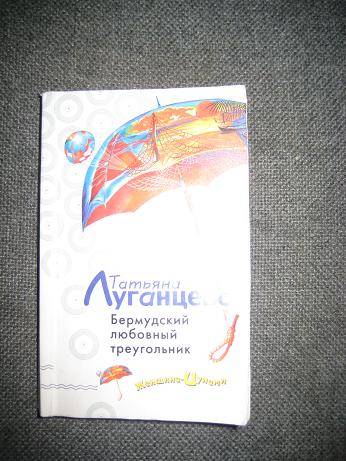 Татьяна
Луганцева
Бермудский
любовный
треугольник
Женщина-Цунами